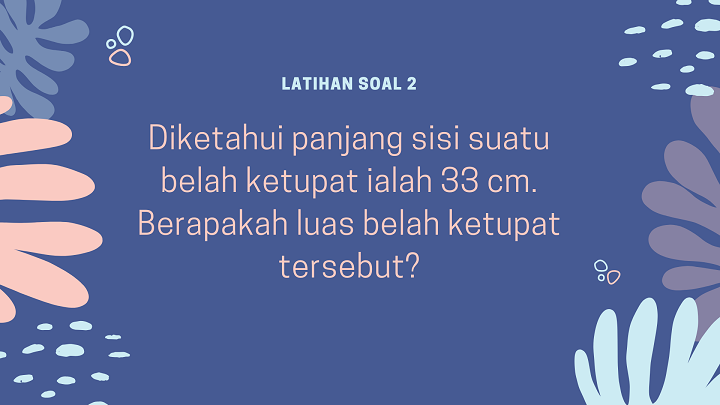 LATIHAN SOAL 2
Diketahui panjang sisi suatu
belah ketupat ialah 33 cm.
Berapakah luas belah ketupat
tersebut?